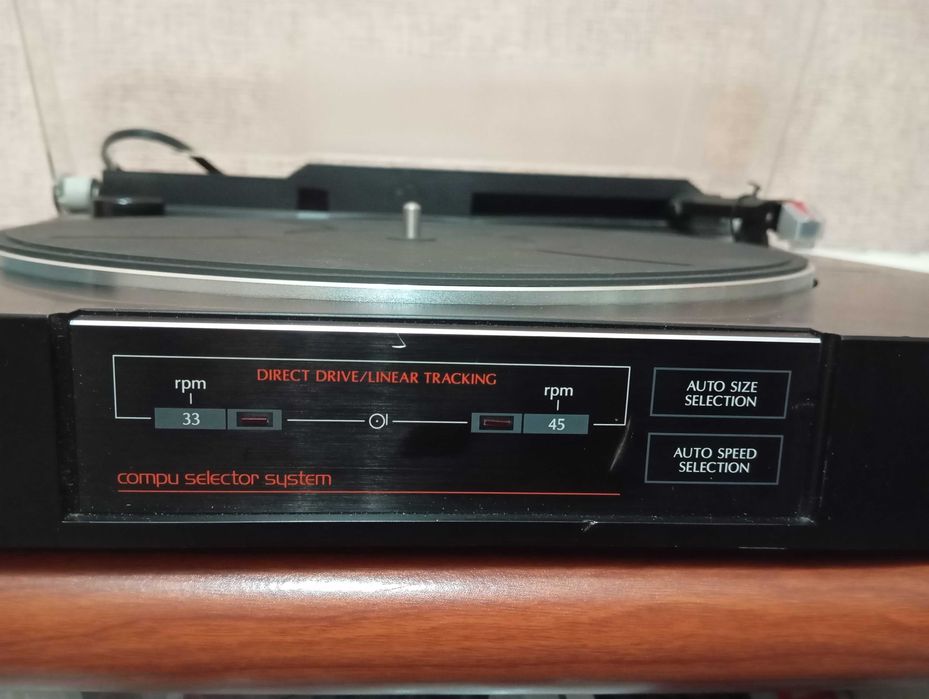 DIRECT DRIVE/LINEAR TRACKING
rpm
33
rpm
45
compu selector system
AUTO SIZE
SELECTION
AUTO SPEED
SELECTION